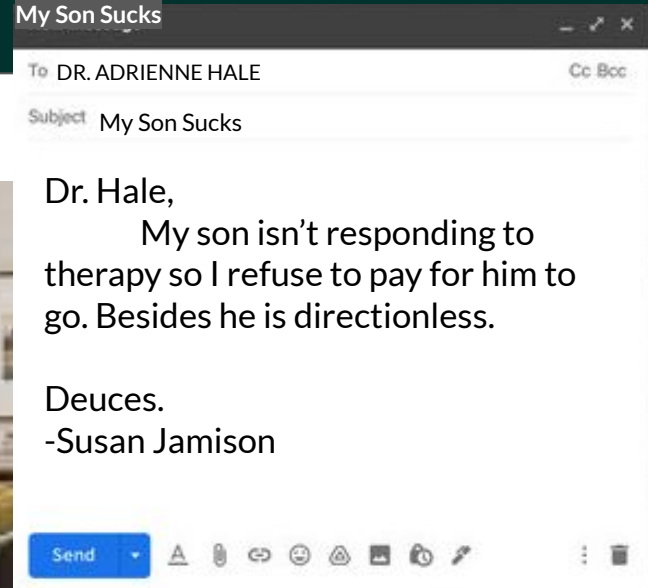 My Son Sucks
To DR. ADRIENNE HALE Cc Bcc
Subject My Son Sucks
Dr. Hale,
My son isn’t responding to
therapy so I refuse to pay for him to
go. Besides he is directionless.
Deuces.
-Susan Jamison
Send